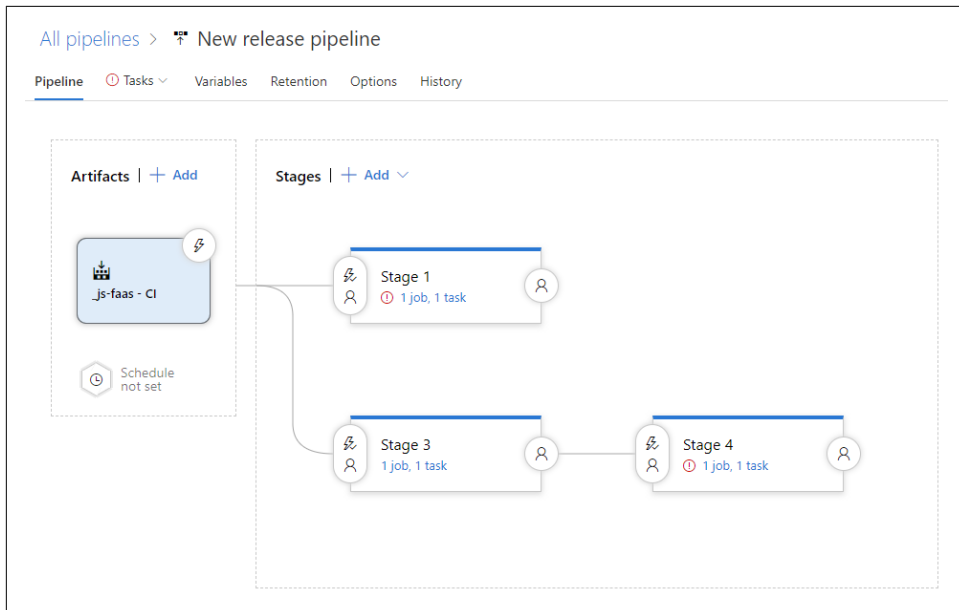 All pipelines > New release pipeline
Pipeline Tasks Variables Retention Options History
Artifacts | + Add
Stages | + Add
_js-faas - CI
Schedule
not set
Stage 1
1 job, 1 task
Stage 3
1 job, 1 task
Stage 4
1 job, 1 task